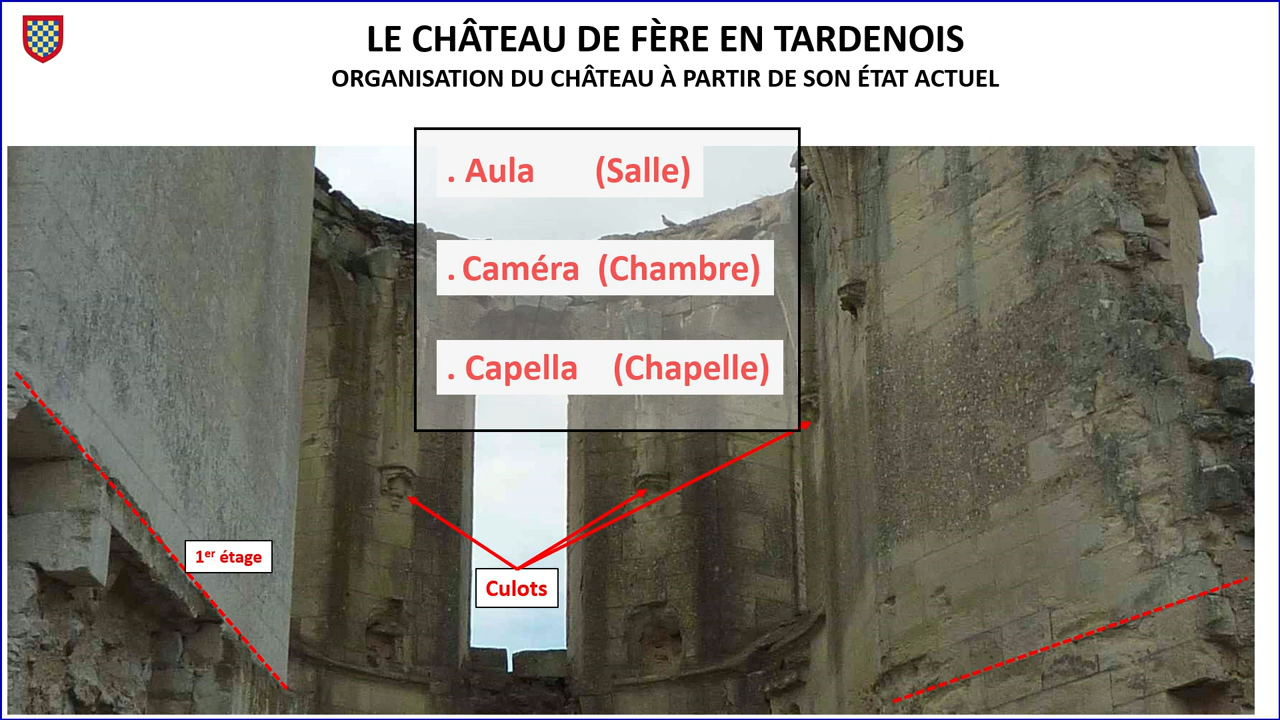 LE CHÂTEAU DE FÈRE EN TARDENOIS
ORGANISATION DU CHÂTEAU À PARTIR DE SON ÉTAT ACTUEL
. Aula (Salle)
. Caméra (Chambre)
. Capella (Chapelle)
1er étage
Culots